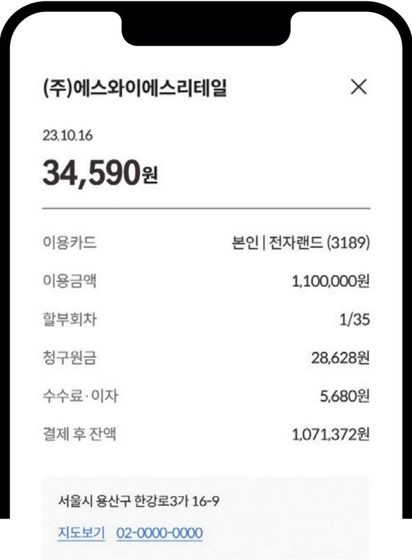 (주)에스와이에스리테일
23.10.16
34,590원
이용카드 본인 | 전자랜드 (3189)
이용금액 1,100,000원
할부회차 1/35
청구원금 28,628원
수수료·이자 5,680원
결제 후 잔액 1,071,372원
서울시 용산구 한강로3가 16-9
지도보기 02-0000-0000